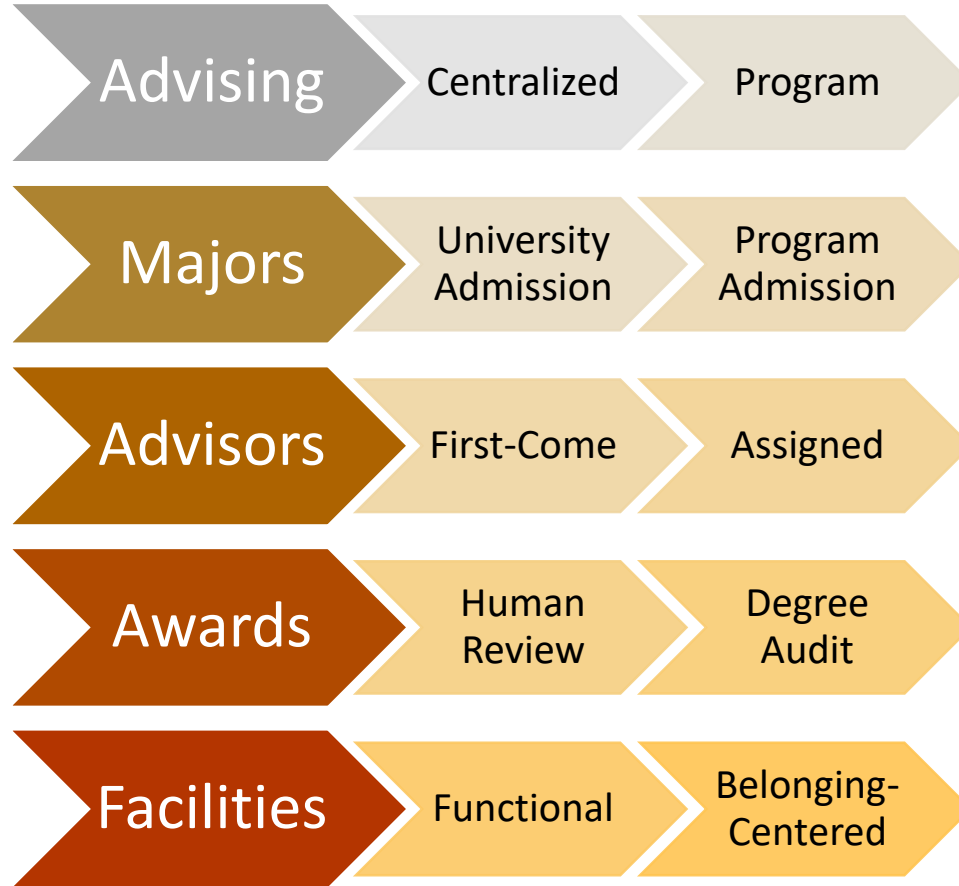 Advising
Centralized
Program
Majors
University
Admission
Program
Admission
Advisors
First-Come
Assigned
Awards
Human
Review
Degree
Audit
Facilities
Functional
Belonging-
Centered